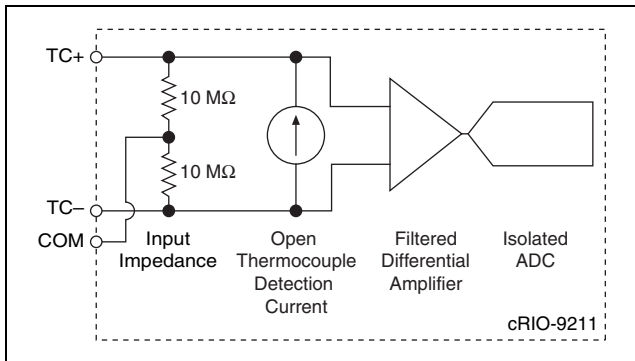 TC+
10 MΩ
10 MΩ
TC–
COM
Input
Impedance
Open
Thermocouple
Detection
Current
Filtered
Differential
Amplifier
Isolated
ADC
cRIO-9211